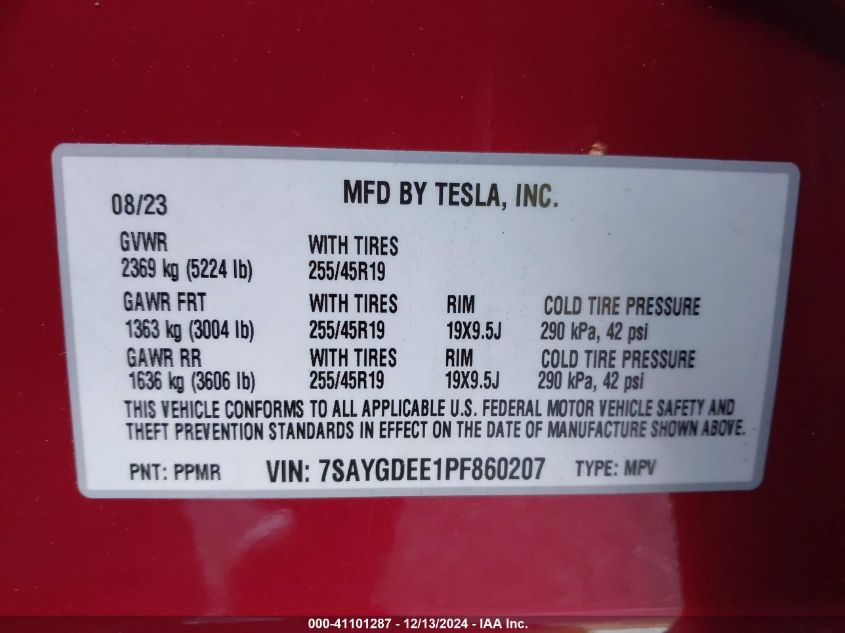 MFD BY TESLA, INC.
08/23
GVWR WITH TIRES
2369 kg (5224 lb) 255/45R19
GAWR FRT WITH TIRES RIM COLD TIRE PRESSURE
1363 kg (3004 lb) 255/45R19 19X9.5J 290 kPa, 42 psi
GAWR RR WITH TIRES RIM COLD TIRE PRESSURE
1636 kg (3606 lb) 255/45R19 19X9.5J 290 kPa, 42 psi
THIS VEHICLE CONFORMS TO ALL APPLICABLE U.S. FEDERAL MOTOR VEHICLE SAFETY AND
THEFT PREVENTION STANDARDS IN EFFECT ON THE DATE OF MANUFACTURE SHOWN ABOVE.
PNT: PPMR VIN: 7SAYGDEE1PF860207 TYPE: MPV
000-41101287 - 12/13/2024 - IAA Inc.